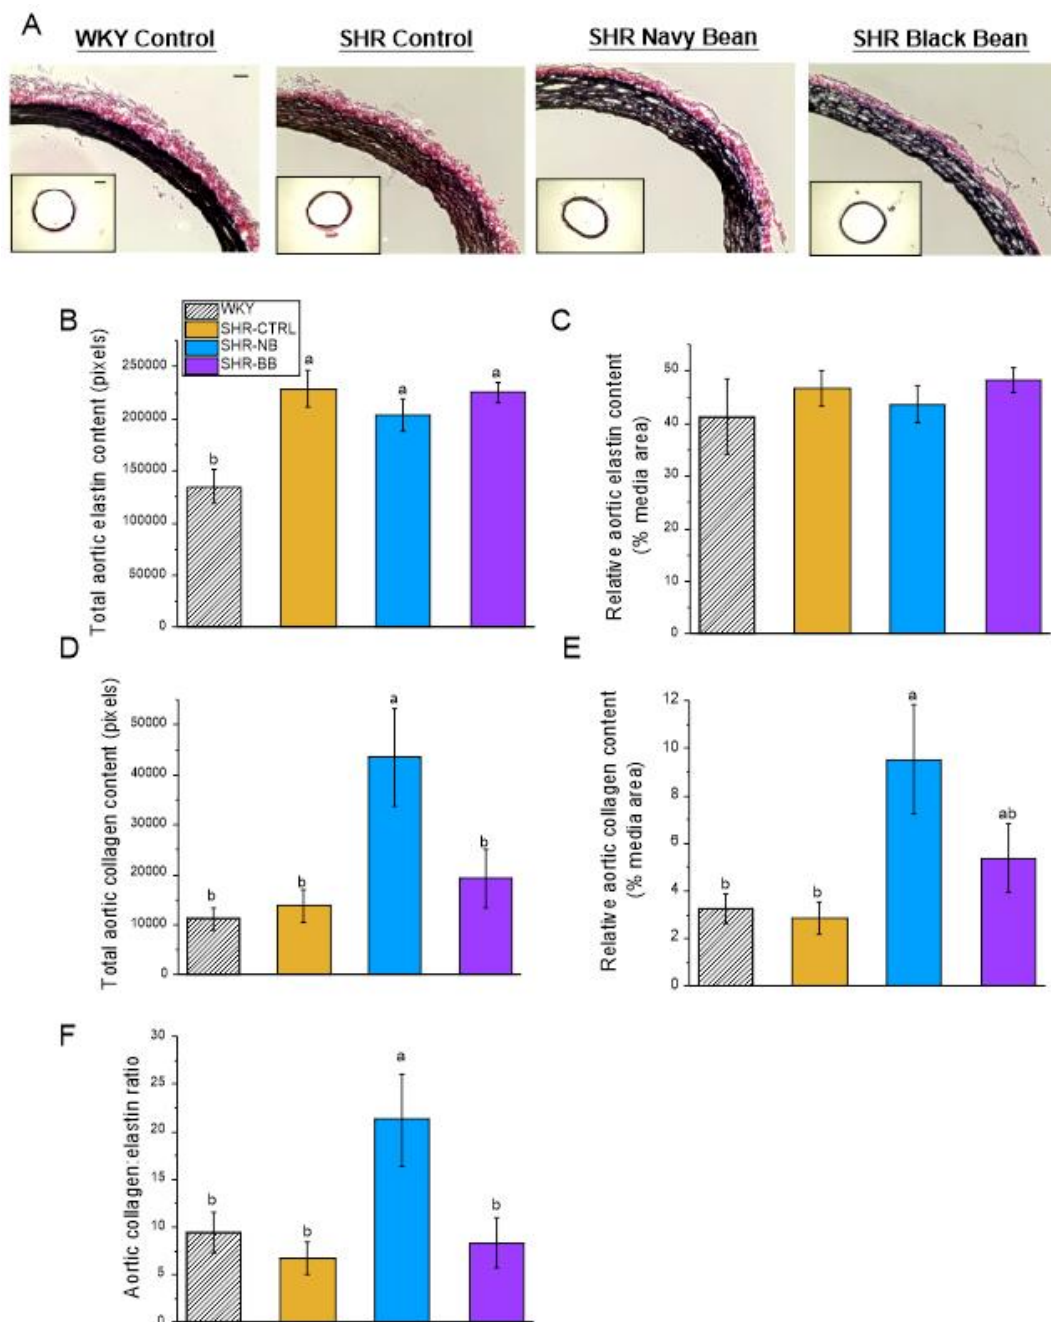 A
WKY Control
SHR Control
SHR Navy Bean
SHR Black Bean
B
WKY
SHR-CTRL
SHR-NB
SHR-BB
Total aortic elastin content (pixels)
250000
200000
150000
100000
50000
0
b
a
a
a
C
Relative aortic elastin content
(% media area)
50
40
30
20
10
0
D
Total aortic collagen content (pixels)
50000
40000
30000
20000
10000
0
b
b
a
b
E
Relative aortic collagen content
(% media area)
12
10
8
6
4
2
0
b
b
a
ab
F
Aortic collagen:elastin ratio
30
25
20
15
10
5
0
b
b
a
b